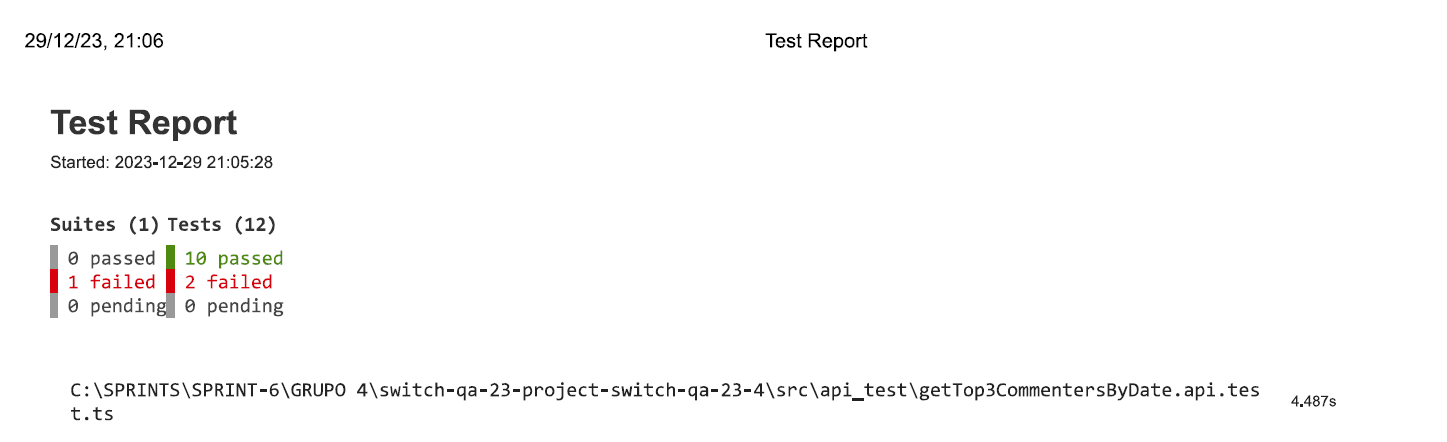 29/12/23, 21:06 Test Report
Test Report
Started: 2023-12-29 21:05:28
Suites (1) Tests (12)
0 passed 10 passed
1 failed 2 failed
0 pending 0 pending
C:\SPRINTS\SPRINT-6\GRUPO 4\switch-qa-23-project-switch-qa-23-4\src\api_test\getTop3CommentersByDate.api.tes 4.487s
t.ts